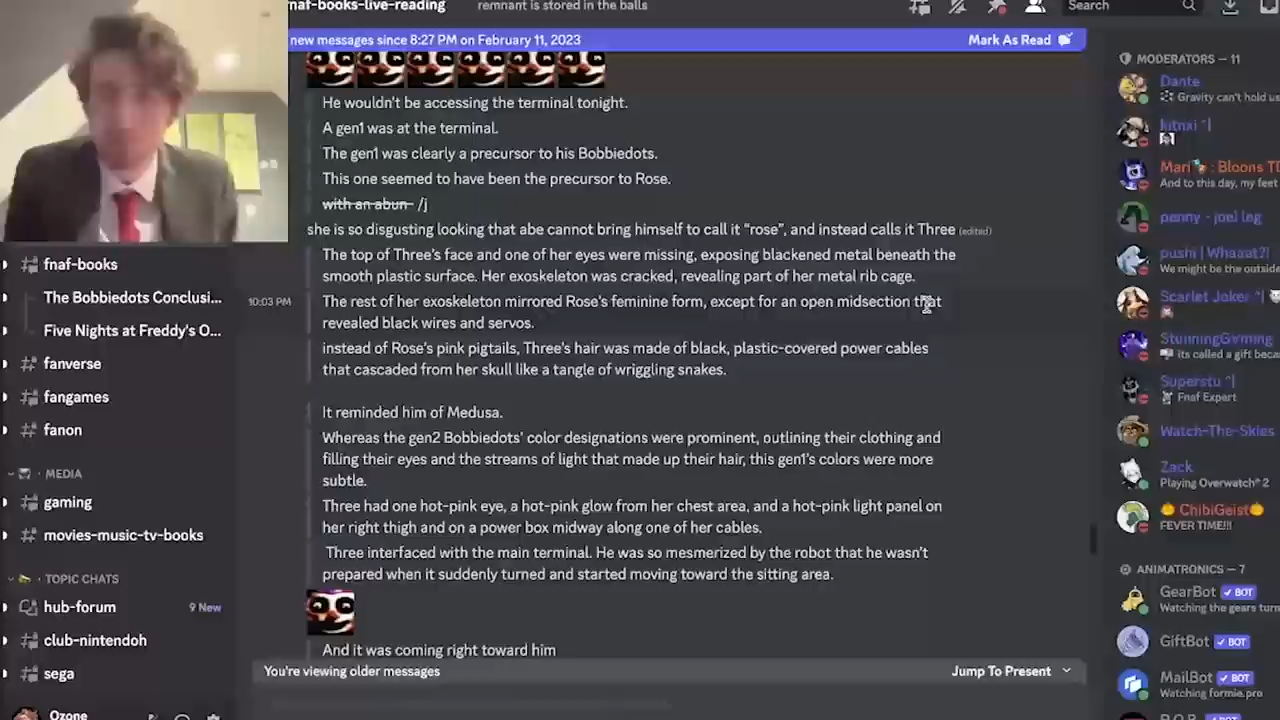 fnaf-books-live-reading
remnant is stored in the balls
Search
new messages since 8:27 PM on February 11, 2023
Mark As Read
He wouldn't be accessing the terminal tonight.
A gen1 was at the terminal.
The gen1 was clearly a precursor to his Bobbiedots.
This one seemed to have been the precursor to Rose.
with an abun /j
she is so disgusting looking that abe cannot bring himself to call it "rose", and instead calls it Three (edited)
The top of Three's face and one of her eyes were missing, exposing blackened metal beneath the
smooth plastic surface. Her exoskeleton was cracked, revealing part of her metal rib cage.
10:03 PM
The rest of her exoskeleton mirrored Rose's feminine form, except for an open midsection that
revealed black wires and servos.
instead of Rose's pink pigtails, Three's hair was made of black, plastic-covered power cables
that cascaded from her skull like a tangle of wriggling snakes.
It reminded him of Medusa.
Whereas the gen2 Bobbiedots' color designations were prominent, outlining their clothing and
filling their eyes and the streams of light that made up their hair, this gen1's colors were more
subtle.
Three had one hot-pink eye, a hot-pink glow from her chest area, and a hot-pink light panel on
her right thigh and on a power box midway along one of her cables.
Three interfaced with the main terminal. He was so mesmerized by the robot that he wasn't
prepared when it suddenly turned and started moving toward the sitting area.
And it was coming right toward him
You're viewing older messages
Jump To Present
fnaf-books
The Bobbiedots Conclusi...
Five Nights at Freddy's O...
fanverse
fangames
fanon
MEDIA
gaming
movies-music-tv-books
TOPIC CHATS
hub-forum
9 New
club-nintendoh
sega
Ozone
MODERATORS — 11
Dante
Gravity can't hold us
kitnxi ^|
Mari : Bloons TD
And to this day, my feet
penny - joel leg
pushi | Whaaat?!
We might be the outside
Scarlet Joker ^|
StunningGvming
its called a gift beca
Superstu ^|
Fnaf Expert
Watch-The-Skies
Zack
Playing Overwatch® 2
ChibiGeist
FEVER TIME!!!
ANIMATRONICS — 7
GearBot ✓ BOT
Watching the gears turn
GiftBot ✓ BOT
MailBot ✓ BOT
Watching formie.pro